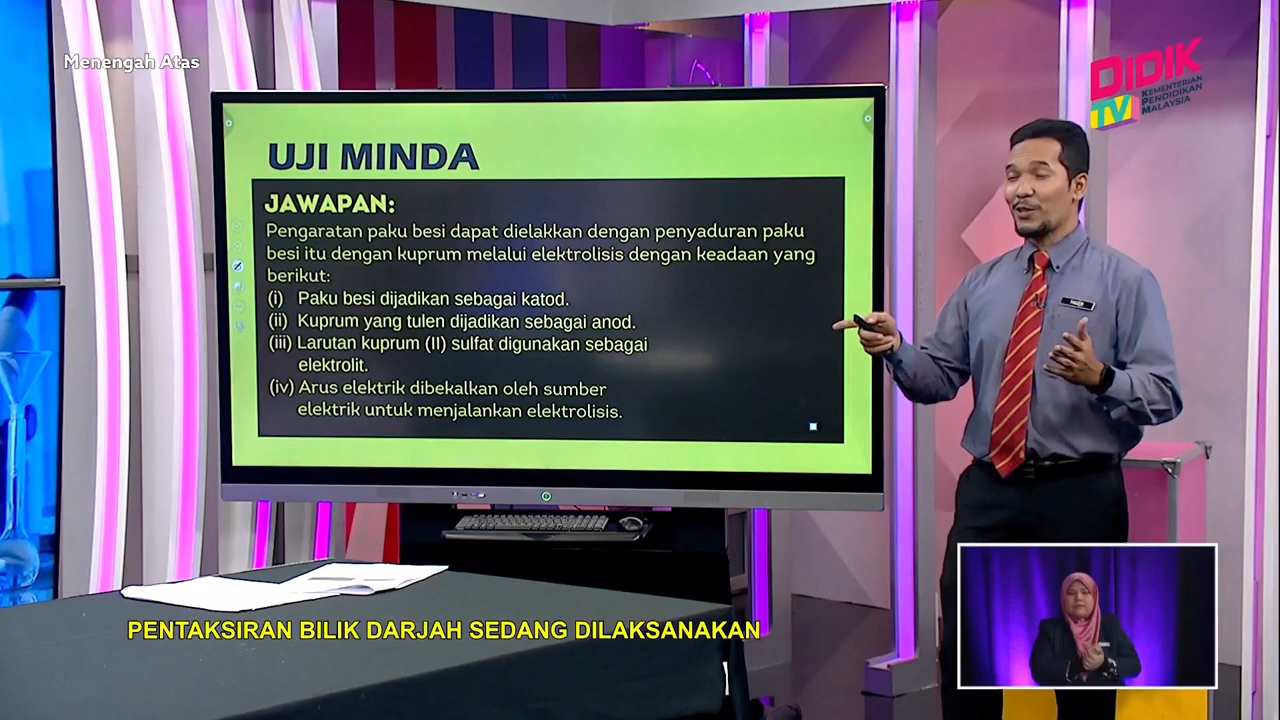 Menengah Atas
DIDIK
TV
KEMENTERIAN
PENDIDIKAN
MALAYSIA
UJI MINDA
JAWAPAN:
Pengaratan paku besi dapat dielakkan dengan penyaduran paku
besi itu dengan kuprum melalui elektrolisis dengan keadaan yang
berikut:
(i) Paku besi dijadikan sebagai katod.
(ii) Kuprum yang tulen dijadikan sebagai anod.
(iii) Larutan kuprum (II) sulfat digunakan sebagai
elektrolit.
(iv) Arus elektrik dibekalkan oleh sumber
elektrik untuk menjalankan elektrolisis.
PENTAKSIRAN BILIK DARJAH SEDANG DILAKSANAKAN